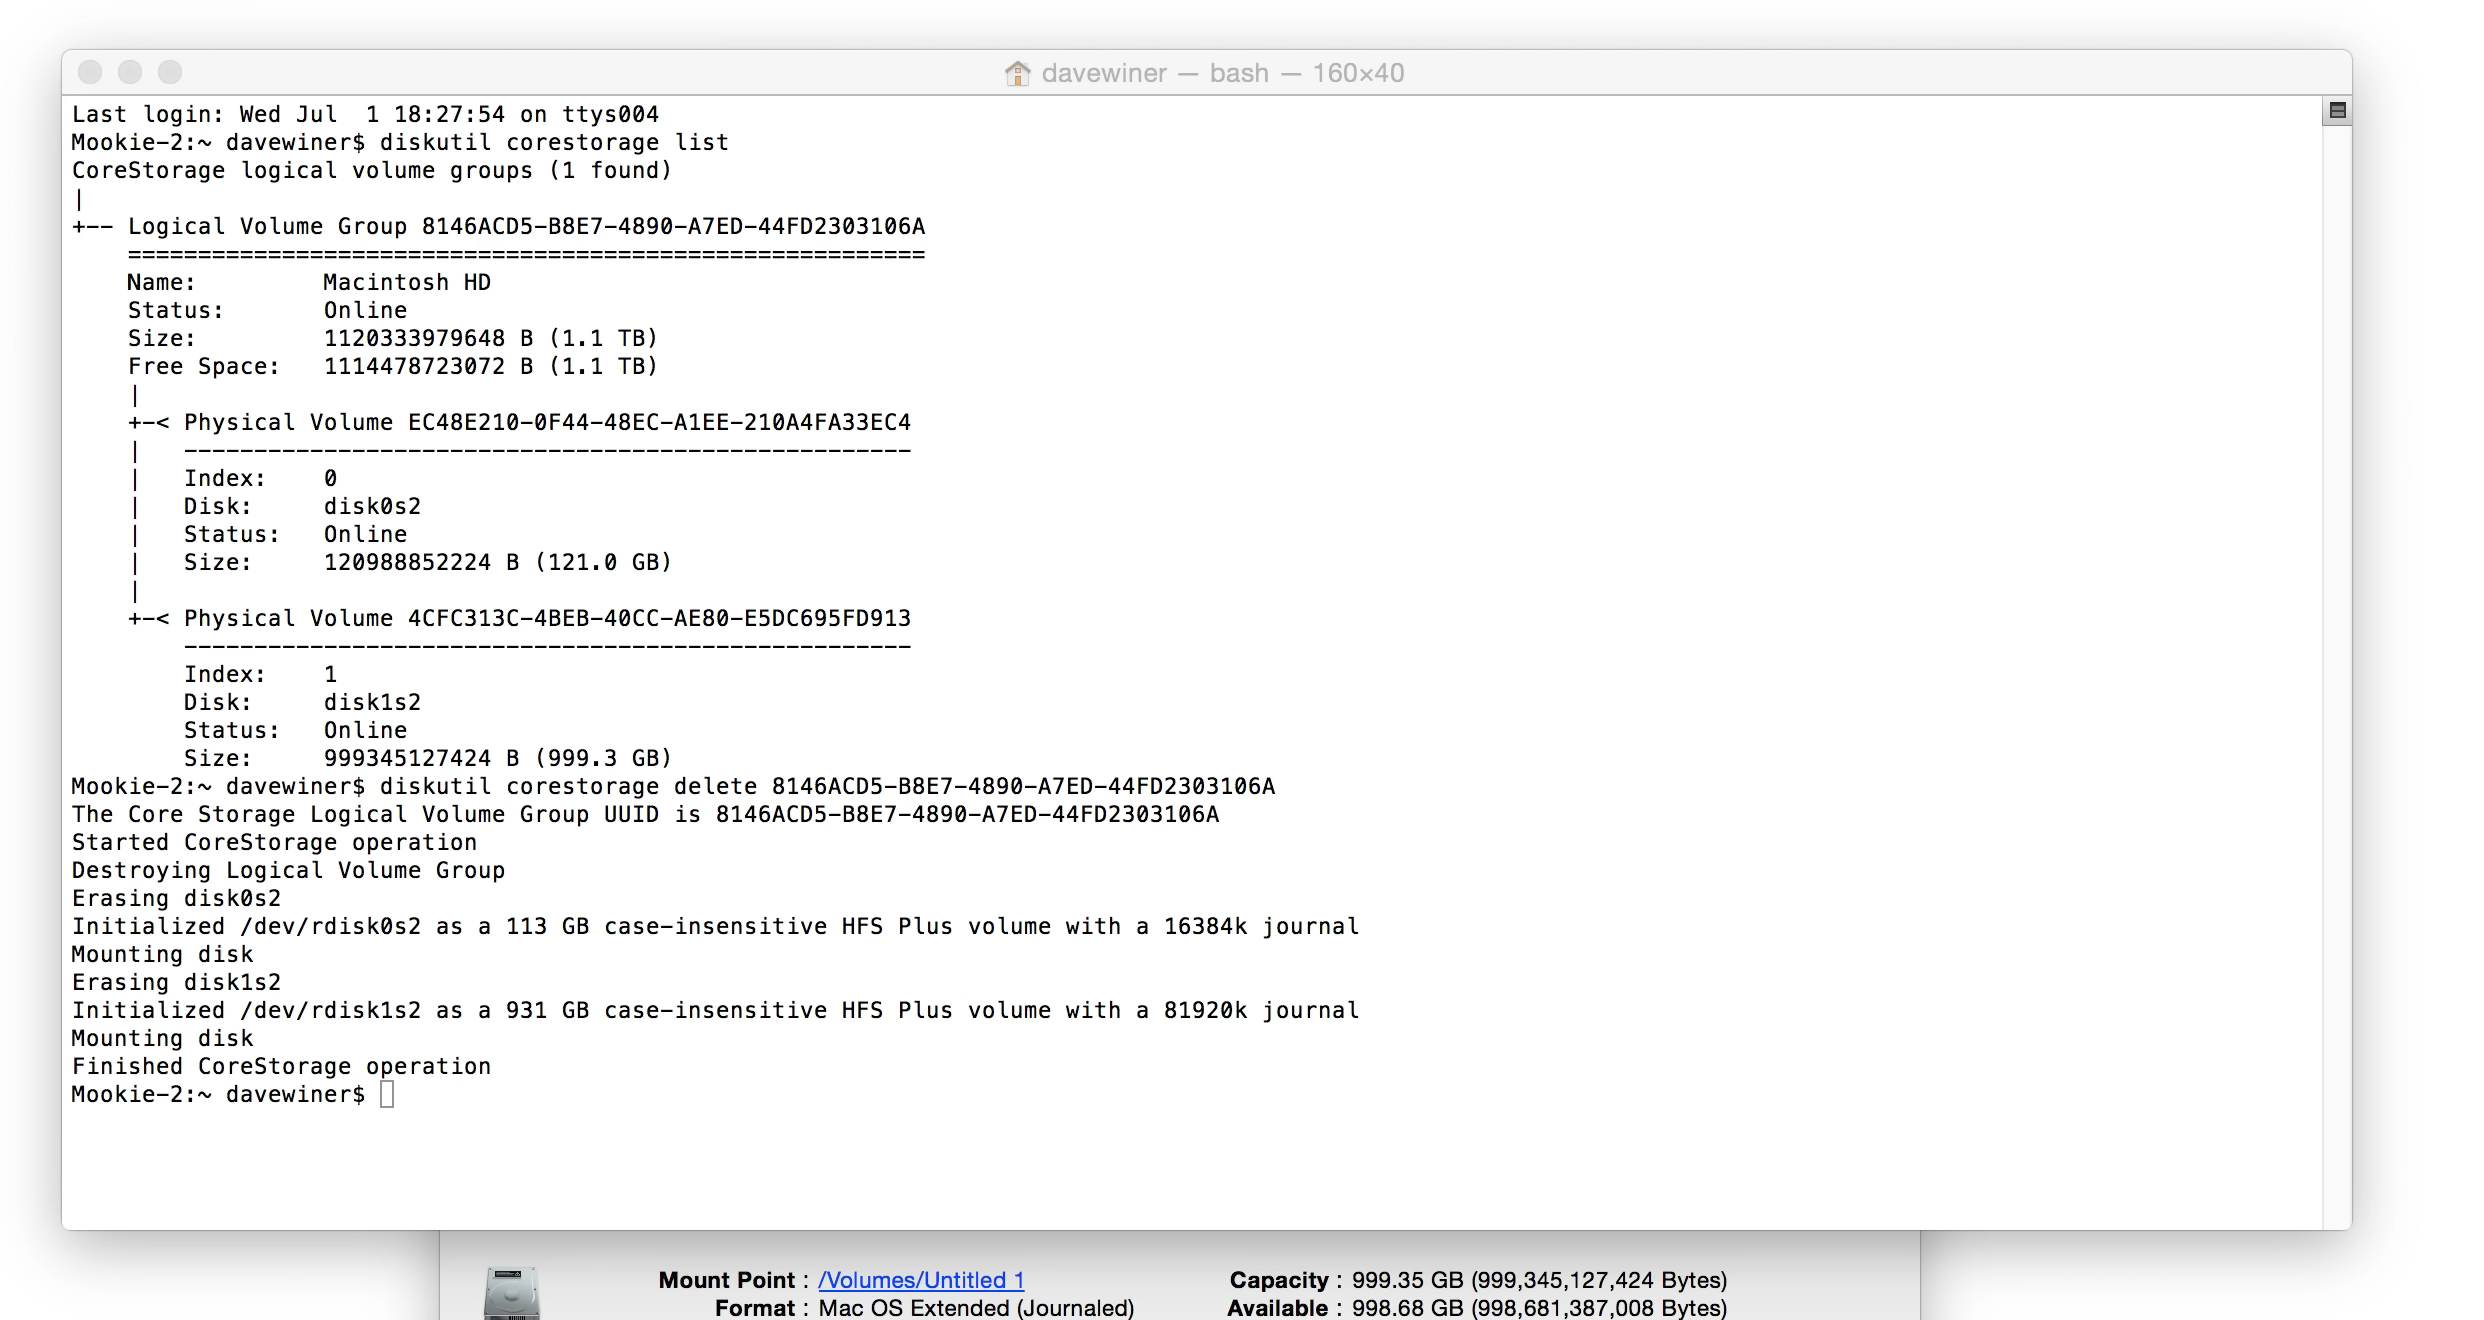 davewiner — bash — 160×40
Last login: Wed Jul  1 18:27:54 on ttys004
Mookie-2:~ davewiner$ diskutil corestorage list
CoreStorage logical volume groups (1 found)
|
+-- Logical Volume Group 8146ACD5-B8E7-4890-A7ED-44FD2303106A
    =========================================================
    Name:         Macintosh HD
    Status:       Online
    Size:         1120333979648 B (1.1 TB)
    Free Space:   1114478723072 B (1.1 TB)
    |
    +-< Physical Volume EC48E210-0F44-48EC-A1EE-210A4FA33EC4
    |   ----------------------------------------------------
    |   Index:    0
    |   Disk:     disk0s2
    |   Status:   Online
    |   Size:     120988852224 B (121.0 GB)
    |
    +-< Physical Volume 4CFC313C-4BEB-40CC-AE80-E5DC695FD913
        ----------------------------------------------------
        Index:    1
        Disk:     disk1s2
        Status:   Online
        Size:     999345127424 B (999.3 GB)
Mookie-2:~ davewiner$ diskutil corestorage delete 8146ACD5-B8E7-4890-A7ED-44FD2303106A
The Core Storage Logical Volume Group UUID is 8146ACD5-B8E7-4890-A7ED-44FD2303106A
Started CoreStorage operation
Destroying Logical Volume Group
Erasing disk0s2
Initialized /dev/rdisk0s2 as a 113 GB case-insensitive HFS Plus volume with a 16384k journal
Mounting disk
Erasing disk1s2
Initialized /dev/rdisk1s2 as a 931 GB case-insensitive HFS Plus volume with a 81920k journal
Mounting disk
Finished CoreStorage operation
Mookie-2:~ davewiner$
Mount Point : /Volumes/Untitled 1 Capacity : 999.35 GB (999,345,127,424 Bytes)
Format : Mac OS Extended (Journaled) Available : 998.68 GB (998,681,387,008 Bytes)